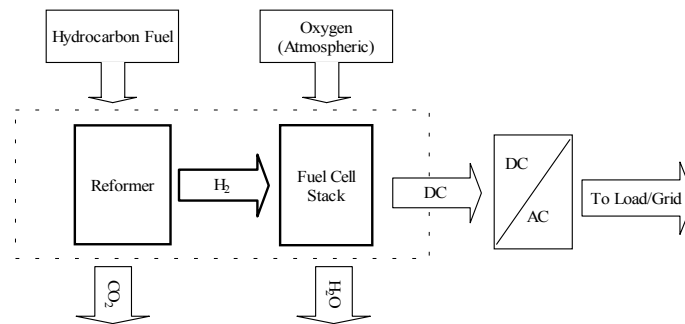 Hydrocarbon Fuel
Oxygen
(Atmospheric)
Reformer
H₂
Fuel Cell
Stack
DC
DC
AC
To Load/Grid
CO₂
H₂O